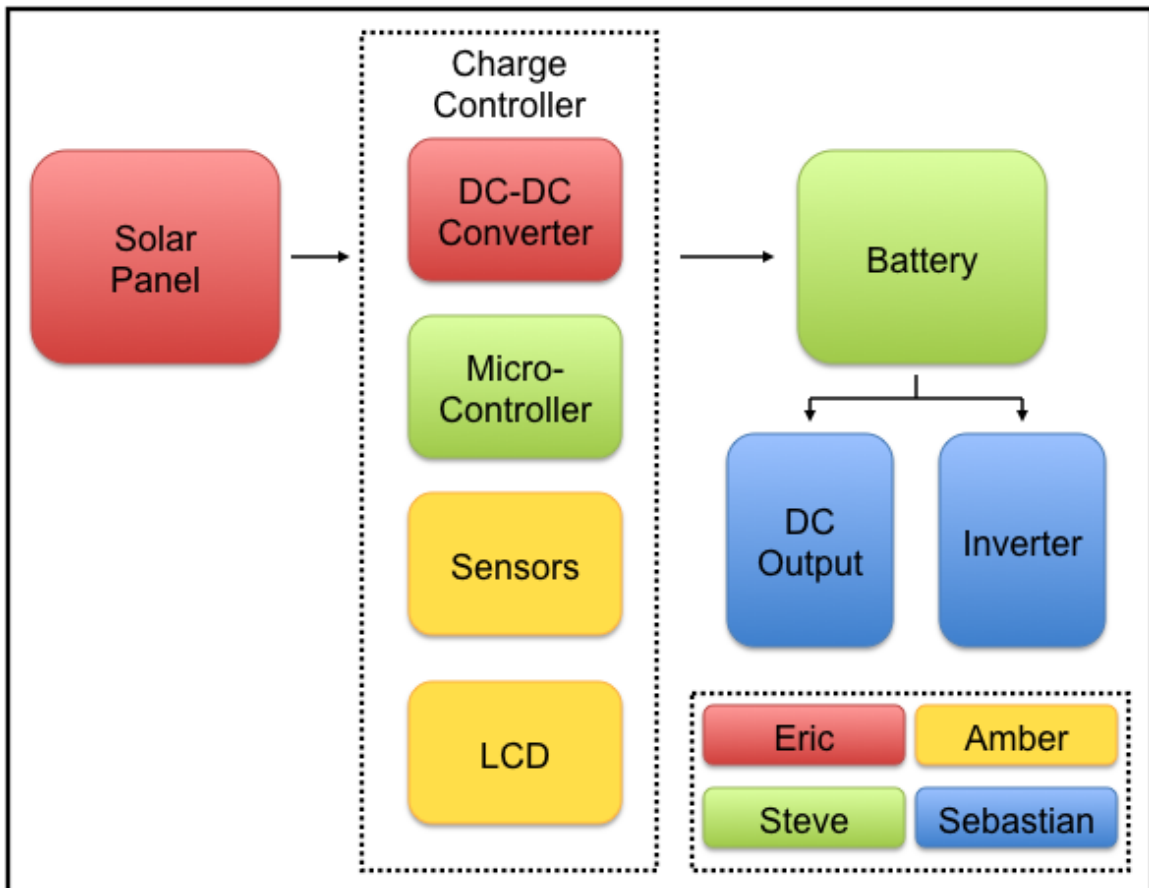 Charge
Controller
Solar
Panel
DC-DC
Converter
Micro-
Controller
Sensors
LCD
Battery
DC
Output
Inverter
Eric
Amber
Steve
Sebastian